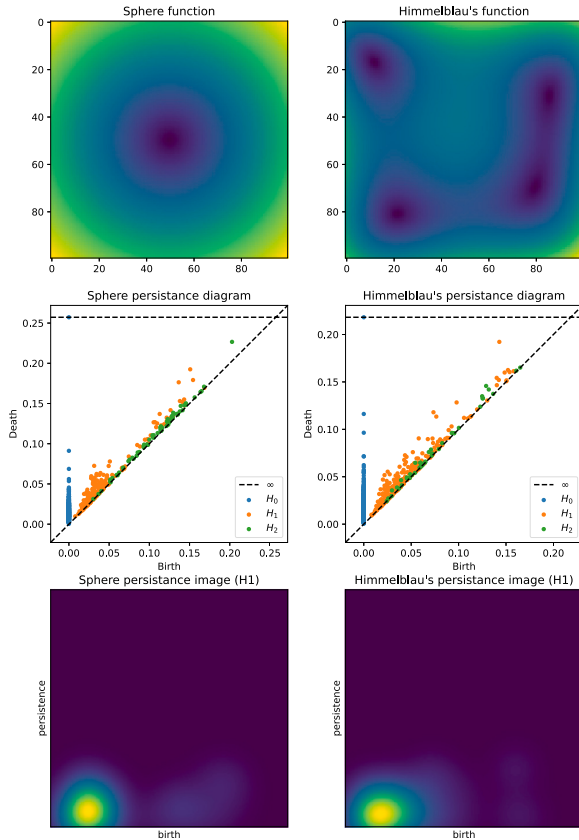 Sphere function
Himmelblau's function
0
20
40
60
80
0 20 40 60 80
0
20
40
60
80
0 20 40 60 80
Sphere persistance diagram
Himmelblau's persistance diagram
Death
0.25
0.20
0.15
0.10
0.05
0.00
0.00 0.05 0.10 0.15 0.20 0.25
Birth
∞
H0
H1
H2
Death
0.20
0.15
0.10
0.05
0.00
0.00 0.05 0.10 0.15 0.20
Birth
∞
H0
H1
H2
Sphere persistance image (H1)
Himmelblau's persistance image (H1)
persistence
birth
persistence
birth